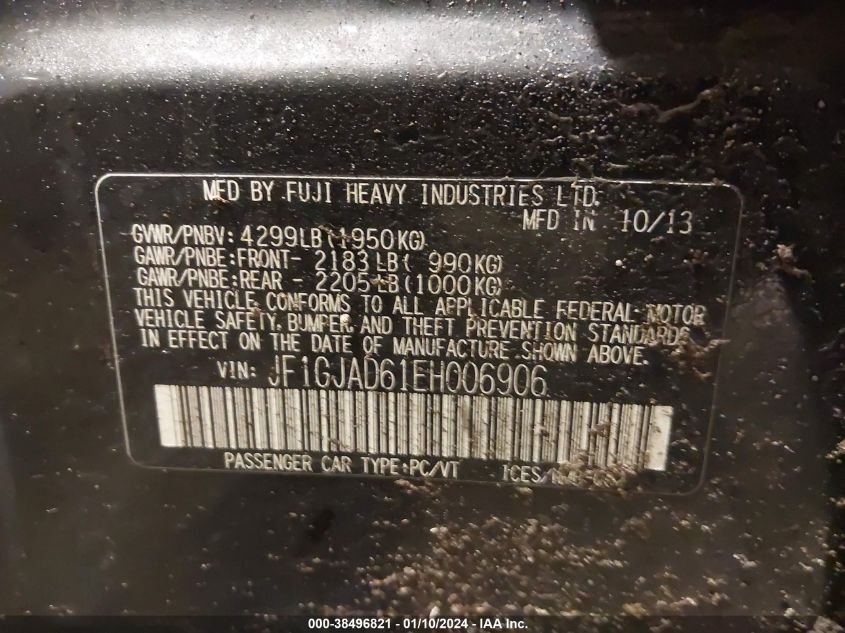 MFD BY FUJI HEAVY INDUSTRIES LTD.
MFD IN 10/13
GVWR/PNBV: 4299LB(1950KG)
GAWR/PNBE:FRONT- 2183LB( 990KG)
GAWR/PNBE:REAR - 2205LB(1000KG)
THIS VEHICLE CONFORMS TO ALL APPLICABLE FEDERAL MOTOR
VEHICLE SAFETY, BUMPER, AND THEFT PREVENTION STANDARDS
IN EFFECT ON THE DATE OF MANUFACTURE SHOWN ABOVE.
VIN: JF1GJAD61EH006906
PASSENGER CAR TYPE:PC/VT
000-38496821 - 01/10/2024 - IAA Inc.